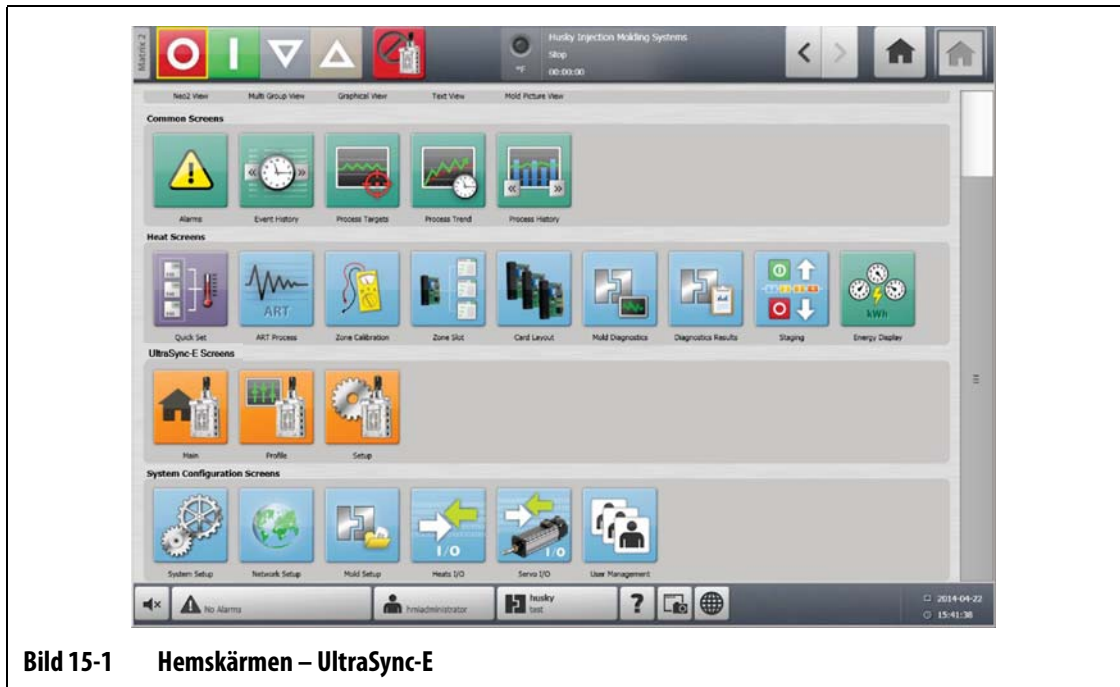 Matrix 2
Husky Injection Molding Systems
Stop
°F 00:00:00
Neo2 View Multi Group View Graphical View Text View Mold Picture View
Common Screens
Alarms Event History Process Targets Process Trend Process History
Heat Screens
ART
kWh
Quick Set ART Process Zone Calibration Zone Slot Card Layout Mold Diagnostics Diagnostics Results Staging Energy Display
UltraSync-E Screens
Main Profile Setup
System Configuration Screens
I/O I/O
System Setup Network Setup Mold Setup Heats I/O Servo I/O User Management
No Alarms hmiadministrator husky
test
? 2014-04-22
15:41:38
Bild 15-1 Hemskärmen – UltraSync-E